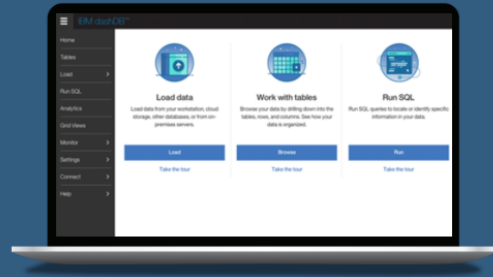 IBM dashDB™
Home
Tables
Load
Run SQL
Analytics
Grid Views
Monitor
Settings
Connect
Help
Load data
Load data from your workstation, cloud
storage, other databases, or from on-
premises servers.
Load
Take the tour
Work with tables
Browse your data by drilling down into the
tables, rows, and columns. See how your
data is organized.
Browse
Take the tour
Run SQL
Run SQL queries to locate or identify specific
information in your data.
Run
Take the tour